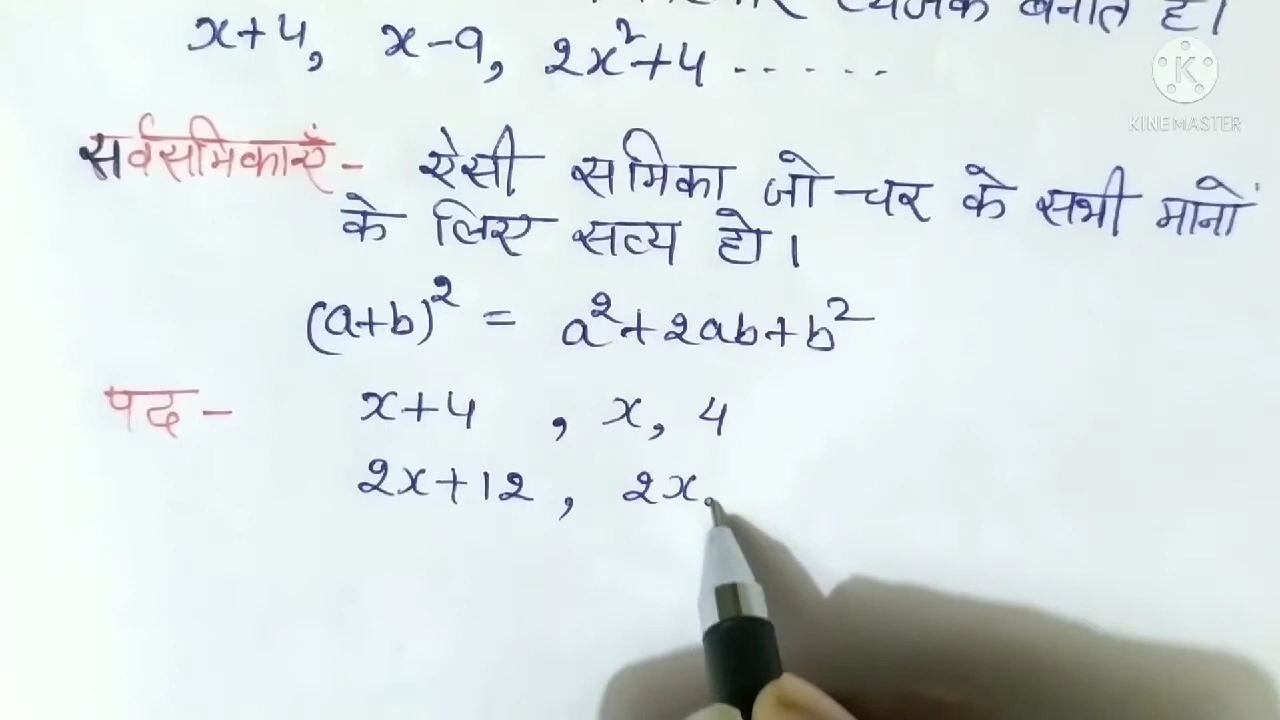 बनाते है।
x+4, x-9, 2x²+4 ......
K
KINEMASTER
सर्वसमिकाएँ - ऐसी समिका जो चर के सभी मानों
के लिए सत्य हो।
(a+b)² = a²+2ab+b²
पद - x+4 , x, 4
2x+12 , 2x,